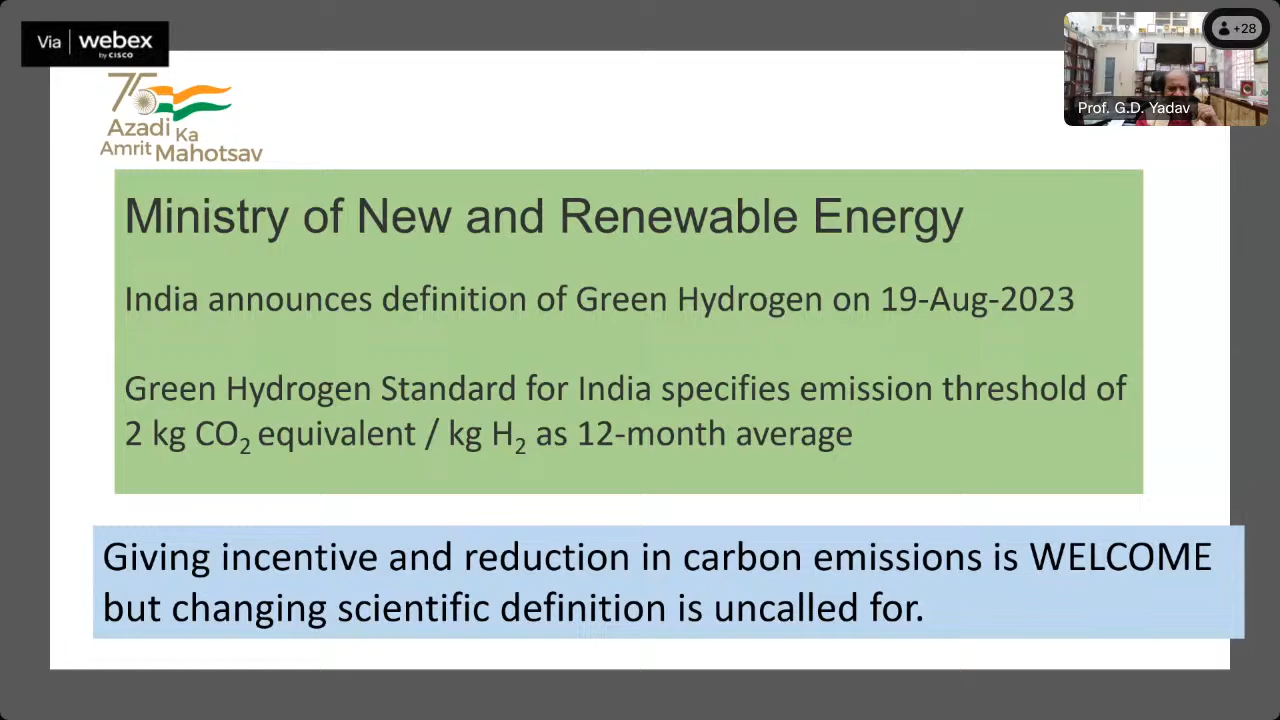 Via webex
by CISCO
+28
Prof. G.D. Yadav
75
Azadi Ka
Amrit Mahotsav
Ministry of New and Renewable Energy
India announces definition of Green Hydrogen on 19-Aug-2023
Green Hydrogen Standard for India specifies emission threshold of
2 kg CO2 equivalent / kg H2 as 12-month average
Giving incentive and reduction in carbon emissions is WELCOME
but changing scientific definition is uncalled for.